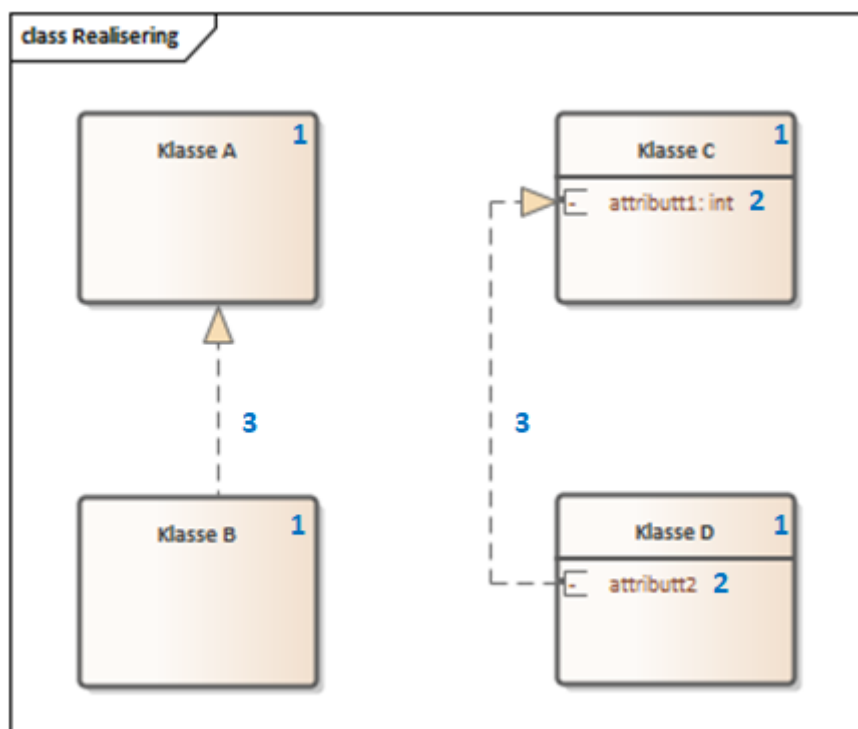 class Realisering
Klasse A 1
Klasse C 1
- attributt1: int 2
3
3
Klasse B 1
Klasse D 1
- attributt2 2